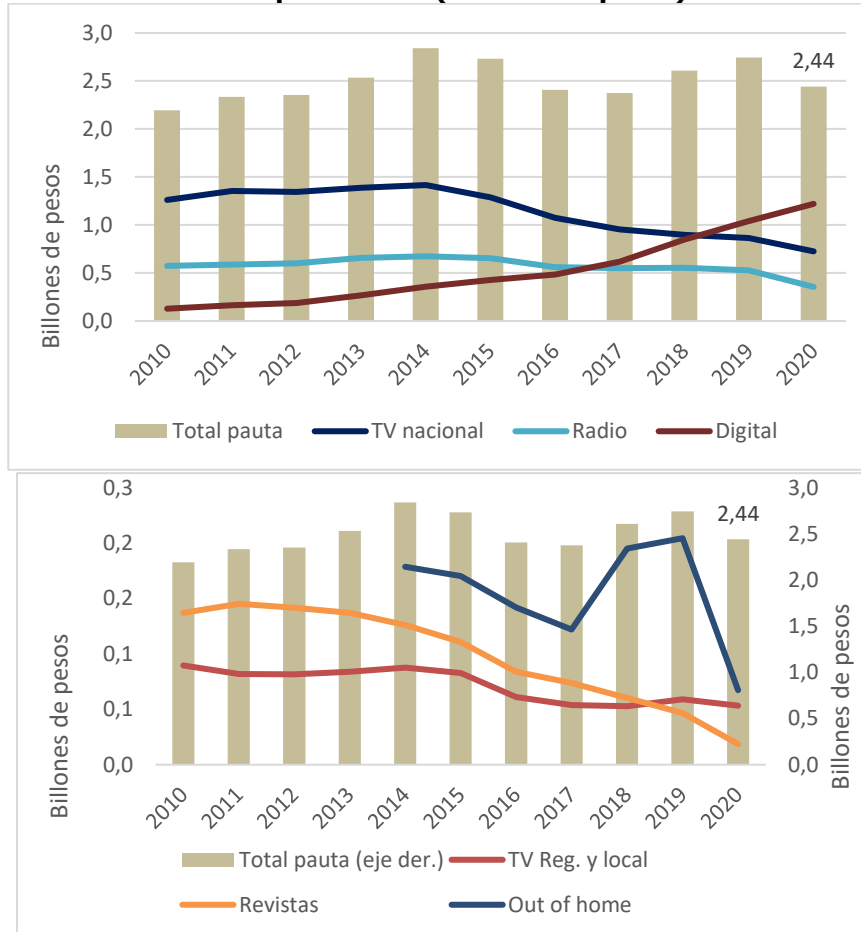 3,0
2,5
2,0
1,5
1,0
0,5
0,0
Billones de pesos
2,44
2010 2011 2012 2013 2014 2015 2016 2017 2018 2019 2020
Total pauta TV nacional Radio Digital
0,3
0,2
0,2
0,1
0,1
0,0
Billones de pesos
2,44
3,0
2,5
2,0
1,5
1,0
0,5
0,0
Billones de pesos
2010 2011 2012 2013 2014 2015 2016 2017 2018 2019 2020
Total pauta (eje der.) TV Reg. y local
Revistas Out of home